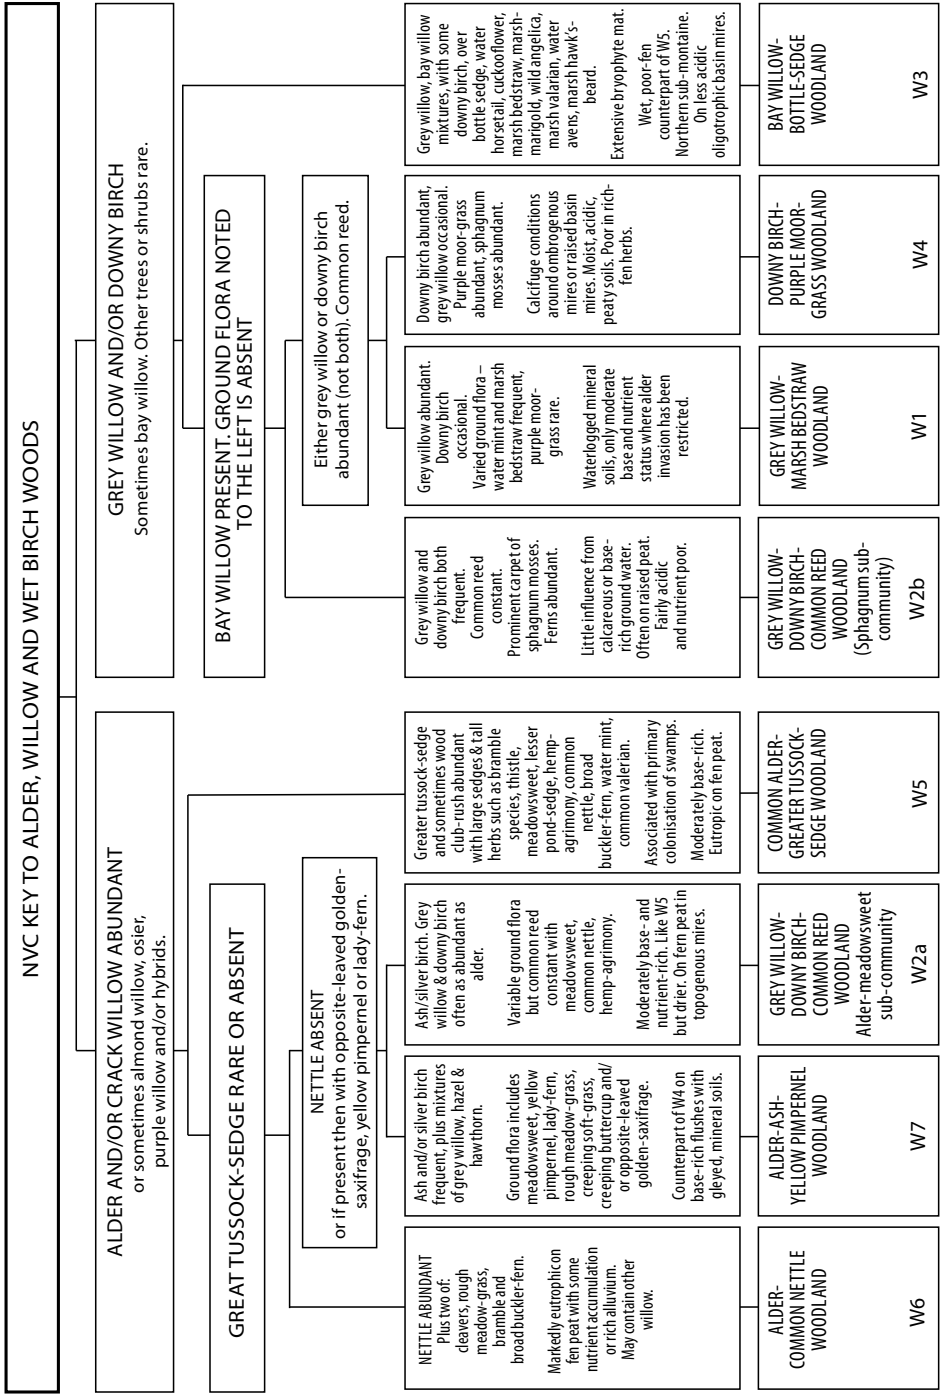 NVC KEY TO ALDER, WILLOW AND WET BIRCH WOODS
ALDER AND/OR CRACK WILLOW ABUNDANT
or sometimes almond willow, osier,
purple willow and/or hybrids.
GREAT TUSSOCK-SEDGE RARE OR ABSENT
NETTLE ABSENT
or if present then with opposite-leaved golden-
saxifrage, yellow pimpernel or lady-fern.
NETTLE ABUNDANT
Plus two of:
cleavers, rough
meadow-grass,
bramble and
broad buckler-fern.
Markedly eutrophic on
fen peat with some
nutrient accumulation
or rich alluvium.
May contain other
willow.
ALDER-
COMMON NETTLE
WOODLAND
W6
Ash and/or silver birch
frequent, plus mixtures
of grey willow, hazel &
hawthorn.
Ground flora includes
meadowsweet, yellow
pimpernel, lady-fern,
rough meadow-grass,
creeping soft-grass,
creeping buttercup and/
or opposite-leaved
golden-saxifrage.
Counterpart of W4 on
base-rich flushes with
gleyed, mineral soils.
ALDER-ASH-
YELLOW PIMPERNEL
WOODLAND
W7
Ash/silver birch. Grey
willow & downy birch
often as abundant as
alder.
Variable ground flora
but common reed
constant with
meadowsweet,
common nettle,
hemp-agrimony.
Moderately base- and
nutrient-rich. Like W5
but drier. On fern peat in
topogenous mires.
GREY WILLOW-
DOWNY BIRCH-
COMMON REED
WOODLAND
Alder-meadowsweet
sub-community
W2a
Greater tussock-sedge
and sometimes wood
club-rush abundant
with large sedges & tall
herbs such as bramble
species, thistle,
meadowsweet, lesser
pond-sedge, hemp-
agrimony, common
nettle, broad
buckler-fern, water mint,
common valerian.
Associated with primary
colonisation of swamps.
Moderately base-rich.
Eutropic on fen peat.
COMMON ALDER-
GREATER TUSSOCK-
SEDGE WOODLAND
W5
GREY WILLOW AND/OR DOWNY BIRCH
Sometimes bay willow. Other trees or shrubs rare.
BAY WILLOW PRESENT. GROUND FLORA NOTED
TO THE LEFT IS ABSENT
Either grey willow or downy birch
abundant (not both). Common reed.
Grey willow and
downy birch both
frequent.
Common reed
constant.
Prominent carpet of
sphagnum mosses.
Ferns abundant.
Little influence from
calcareous or base-
rich ground water.
Often on raised peat.
Fairly acidic
and nutrient poor.
GREY WILLOW-
DOWNY BIRCH-
COMMON REED
WOODLAND
(Sphagnum sub-
community)
W2b
Grey willow abundant.
Downy birch
occasional.
Varied ground flora –
water mint and marsh
bedstraw frequent,
purple moor-
grass rare.
Waterlogged mineral
soils, only moderate
base and nutrient
status where alder
invasion has been
restricted.
GREY WILLOW-
MARSH BEDSTRAW
WOODLAND
W1
Downy birch abundant,
grey willow occasional.
Purple moor-grass
abundant, sphagnum
mosses abundant.
Calcifuge conditions
around ombrogenous
mires or raised basin
mires. Moist, acidic,
peaty soils. Poor in rich-
fen herbs.
DOWNY BIRCH-
PURPLE MOOR-
GRASS WOODLAND
W4
Grey willow, bay willow
mixtures, with some
downy birch, over
bottle sedge, water
horsetail, cuckooflower,
marsh bedstraw, marsh-
marigold, wild angelica,
marsh valarian, water
avens, marsh hawk's-
beard.
Extensive bryophyte mat.
Wet, poor-fen
counterpart of W5.
Northern sub-montaine.
On less acidic
oligotrophic basin mires.
BAY WILLOW-
BOTTLE-SEDGE
WOODLAND
W3